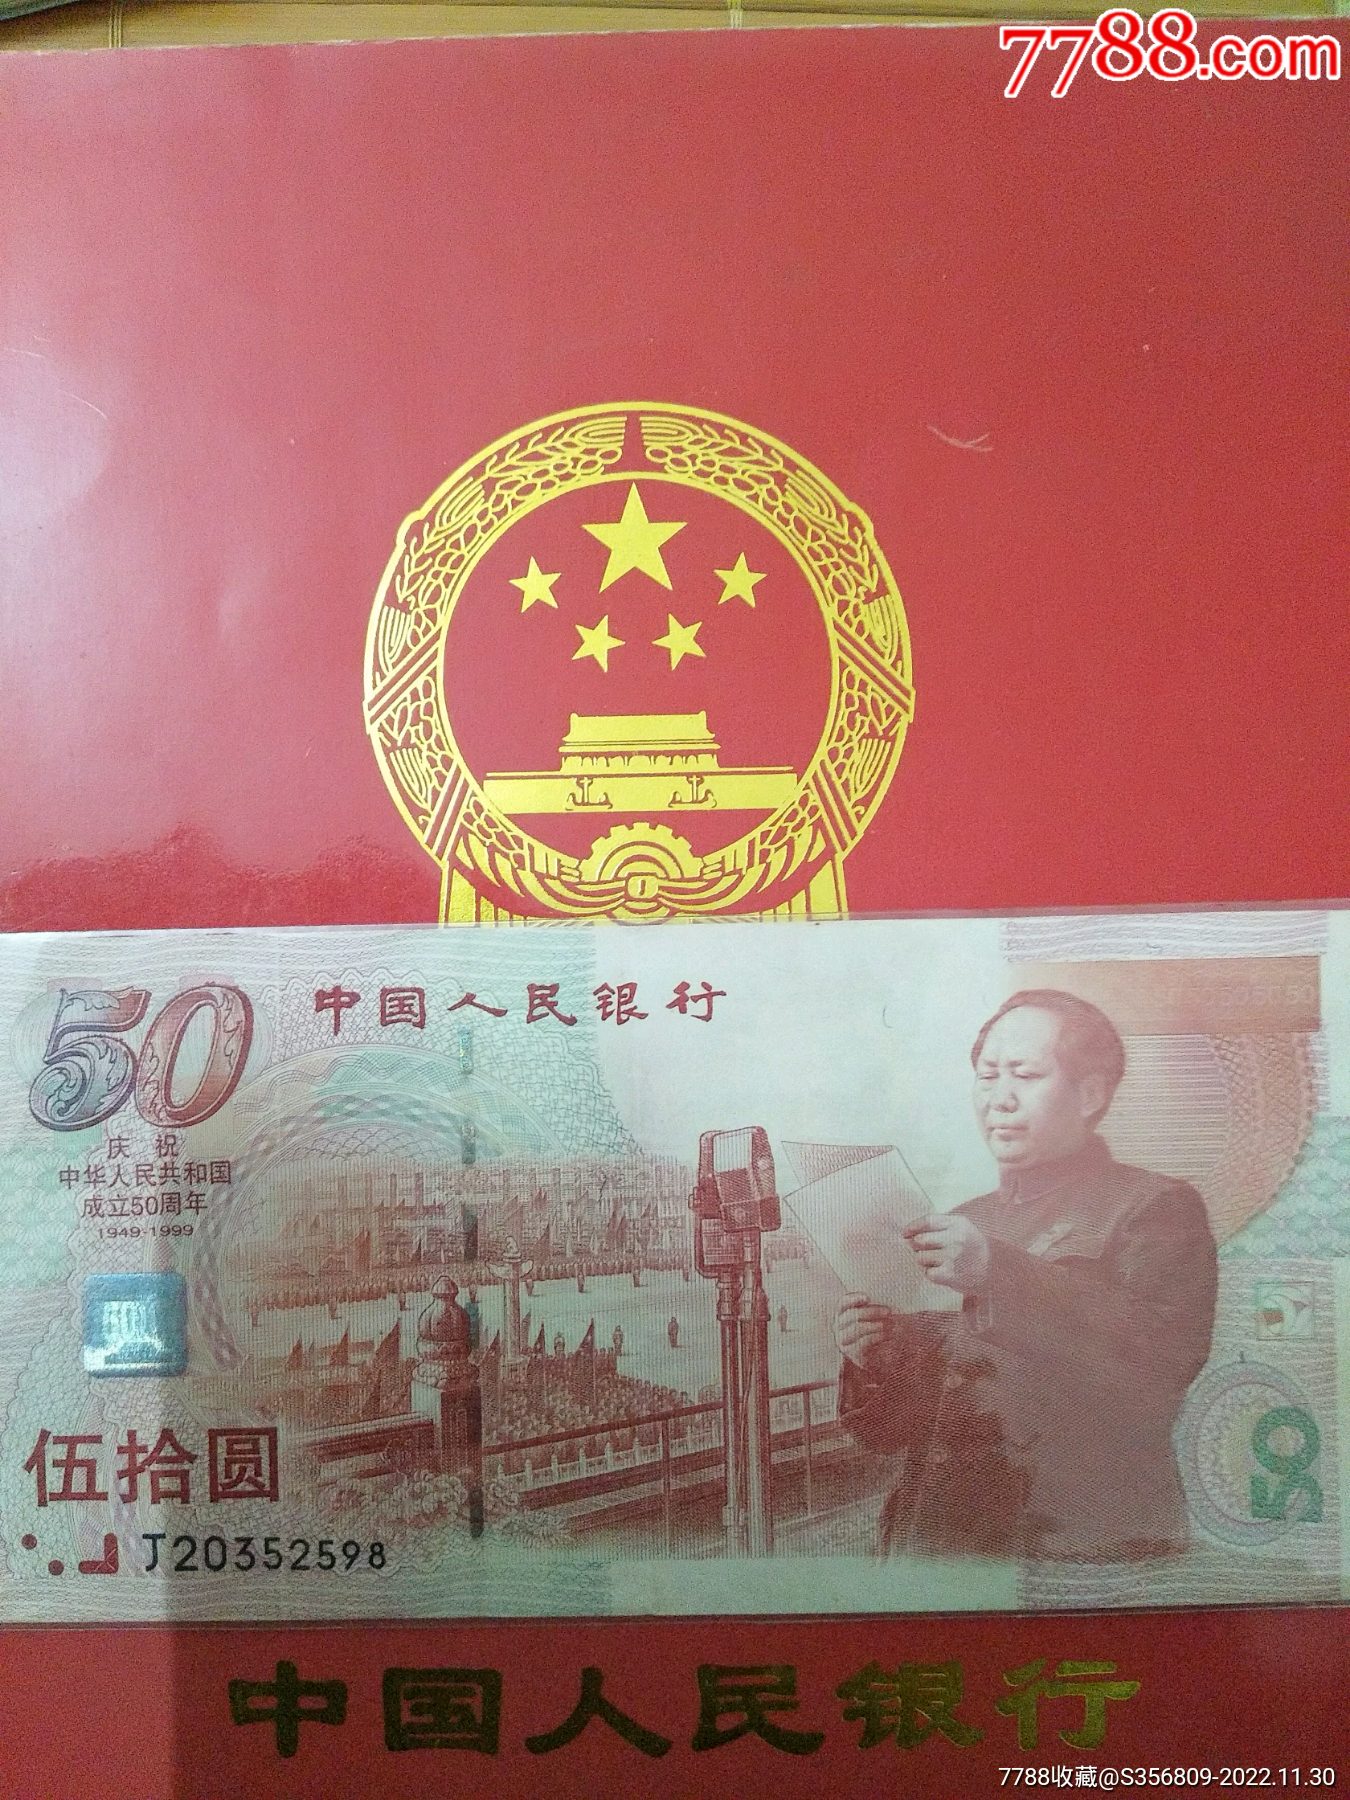 7788.com
50
中国人民银行
庆 祝
中华人民共和国
成立50周年
1949-1999
伍拾圆
J20352598
50
中国人民银行
7788收藏@S356809-2022.11.30